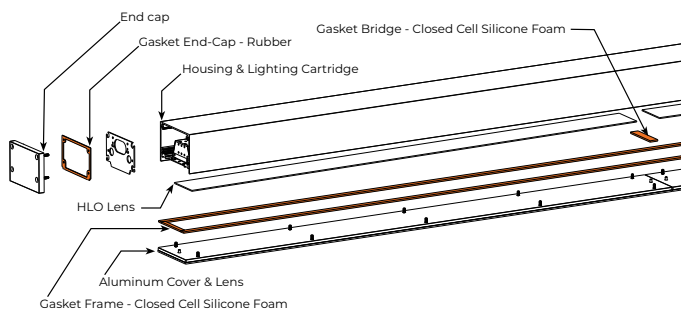 End cap
Gasket End-Cap - Rubber
Gasket Bridge - Closed Cell Silicone Foam
Housing & Lighting Cartridge
HLO Lens
Aluminum Cover & Lens
Gasket Frame - Closed Cell Silicone Foam